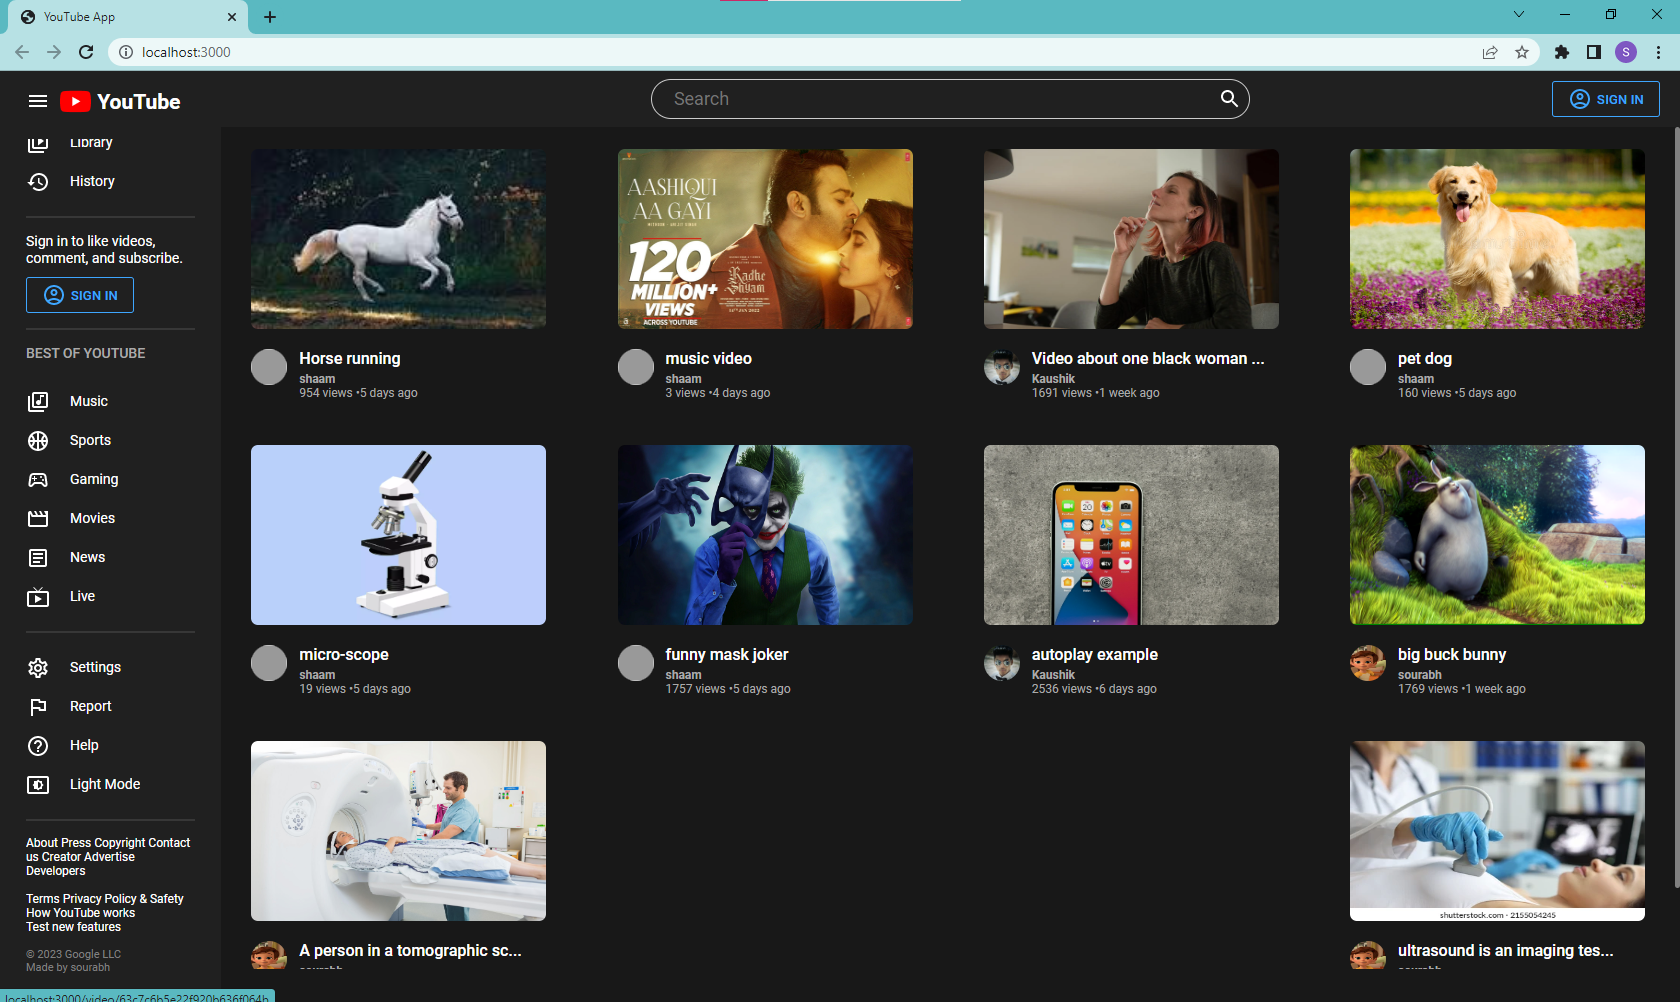 YouTube App
localhost:3000
S
YouTube
Search
SIGN IN
Library
History
Sign in to like videos,
comment, and subscribe.
SIGN IN
BEST OF YOUTUBE
Music
Sports
Gaming
Movies
News
Live
Settings
Report
Help
Light Mode
About Press Copyright Contact
us Creator Advertise
Developers
Terms Privacy Policy & Safety
How YouTube works
Test new features
© 2023 Google LLC
Made by sourabh
AASHIQUI
AA GAYI
120
MILLION+
VIEWS
ACROSS YOUTUBE
Radhe
Shyam
Horse running
shaam
954 views •5 days ago
music video
shaam
3 views •4 days ago
Video about one black woman ...
Kaushik
1691 views •1 week ago
pet dog
shaam
160 views •5 days ago
micro-scope
shaam
19 views •5 days ago
funny mask joker
shaam
1757 views •5 days ago
autoplay example
Kaushik
2536 views •6 days ago
big buck bunny
sourabh
1769 views •1 week ago
shutterstock.com · 2155054245
A person in a tomographic sc...
sourabh
ultrasound is an imaging tes...
sourabh
localhost:3000/video/63c7c6b5e22f920b636f064b